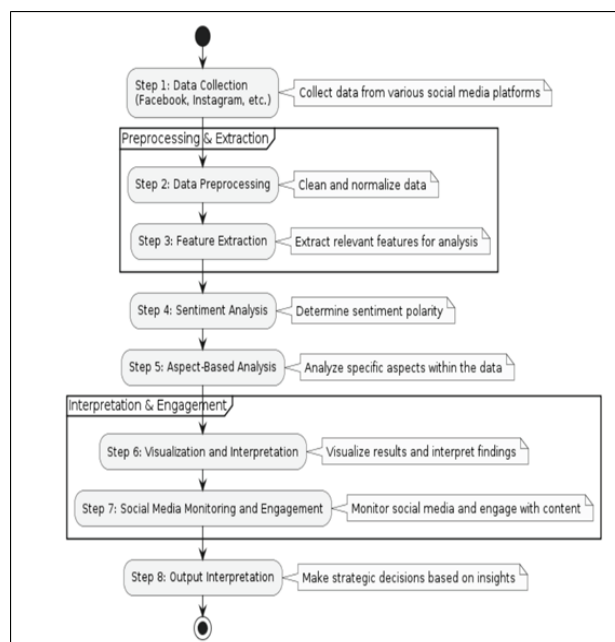 Step 1: Data Collection
(Facebook, Instagram, etc.)
Collect data from various social media platforms
Preprocessing & Extraction
Step 2: Data Preprocessing
Clean and normalize data
Step 3: Feature Extraction
Extract relevant features for analysis
Step 4: Sentiment Analysis
Determine sentiment polarity
Step 5: Aspect-Based Analysis
Analyze specific aspects within the data
Interpretation & Engagement
Step 6: Visualization and Interpretation
Visualize results and interpret findings
Step 7: Social Media Monitoring and Engagement
Monitor social media and engage with content
Step 8: Output Interpretation
Make strategic decisions based on insights